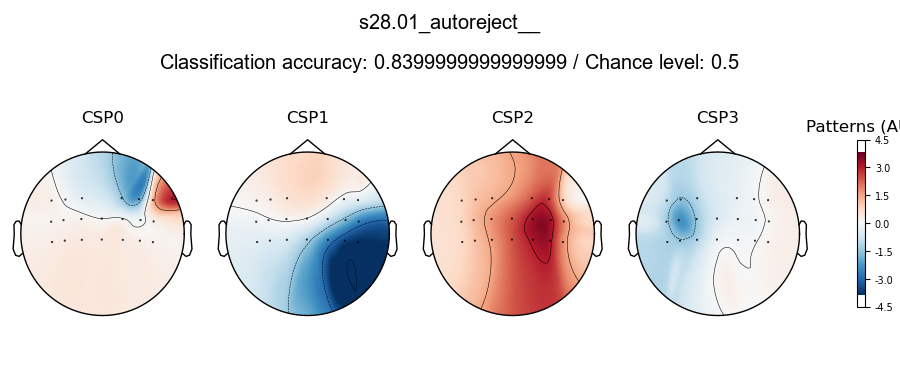 s28.01_autoreject__
Classification accuracy: 0.8399999999999999 / Chance level: 0.5
CSP0 CSP1 CSP2 CSP3
Patterns (AU
4.5
3.0
1.5
0.0
-1.5
-3.0
-4.5